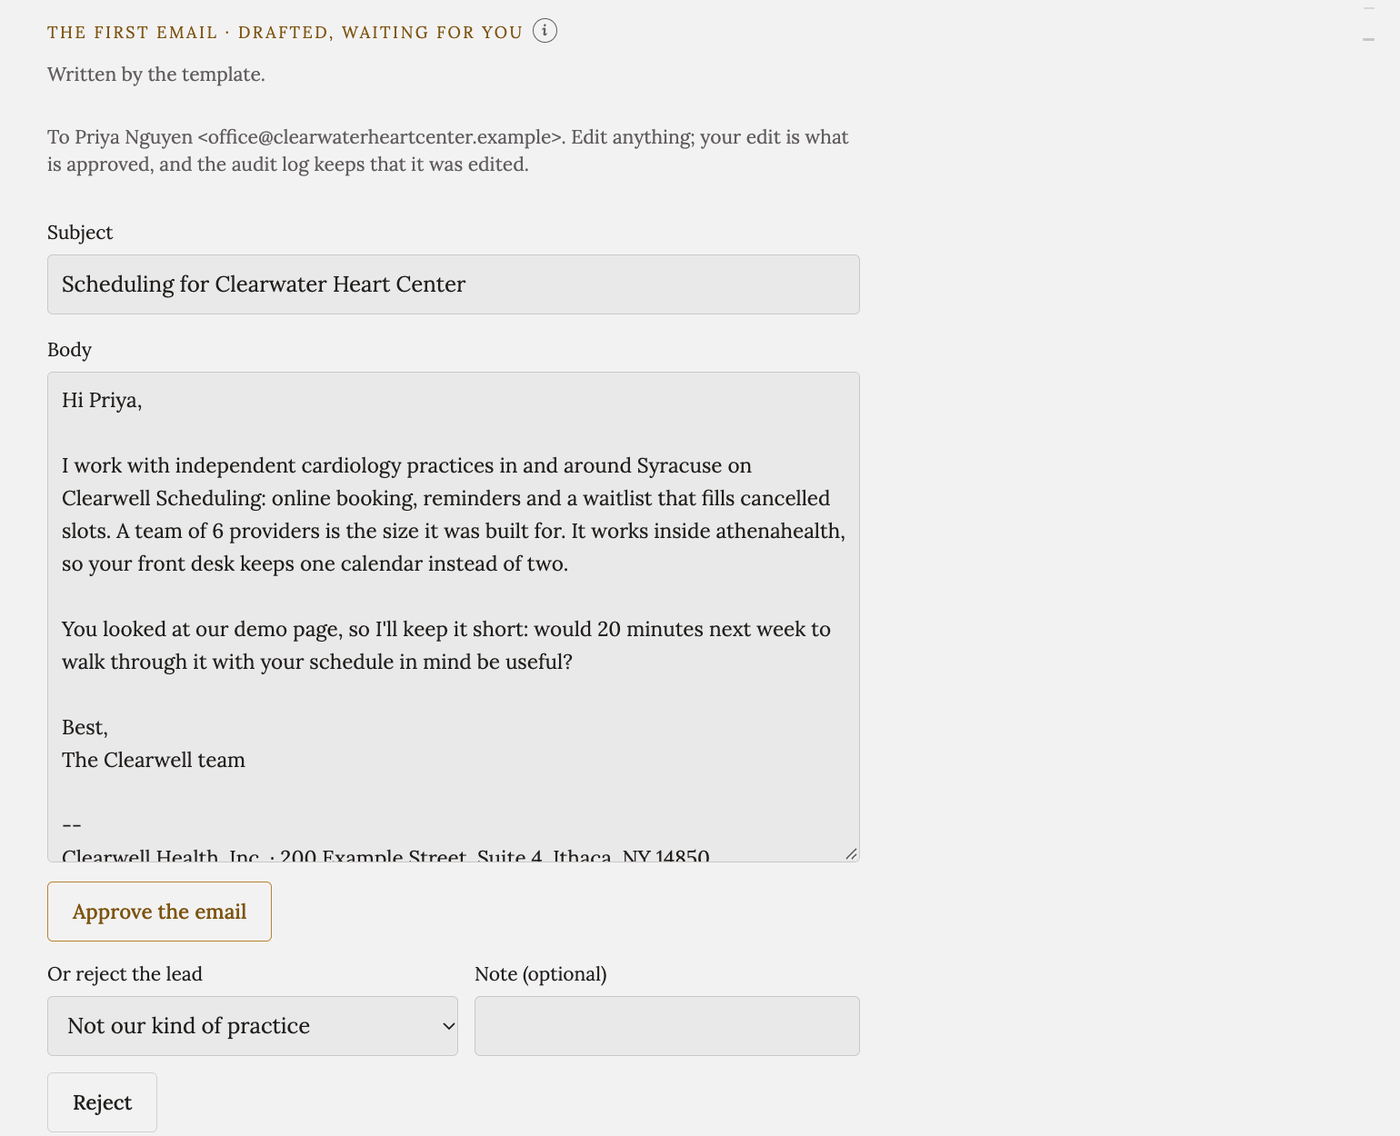 THE FIRST EMAIL · DRAFTED, WAITING FOR YOU i
Written by the template.
To Priya Nguyen <office@clearwaterheartcenter.example>. Edit anything; your edit is what
is approved, and the audit log keeps that it was edited.
Subject
Scheduling for Clearwater Heart Center
Body
Hi Priya,
I work with independent cardiology practices in and around Syracuse on
Clearwell Scheduling: online booking, reminders and a waitlist that fills cancelled
slots. A team of 6 providers is the size it was built for. It works inside athenahealth,
so your front desk keeps one calendar instead of two.
You looked at our demo page, so I'll keep it short: would 20 minutes next week to
walk through it with your schedule in mind be useful?
Best,
The Clearwell team
--
Clearwell Health, Inc. · 200 Example Street, Suite 4, Ithaca, NY 14850
Approve the email
Or reject the lead
Note (optional)
Not our kind of practice
Reject